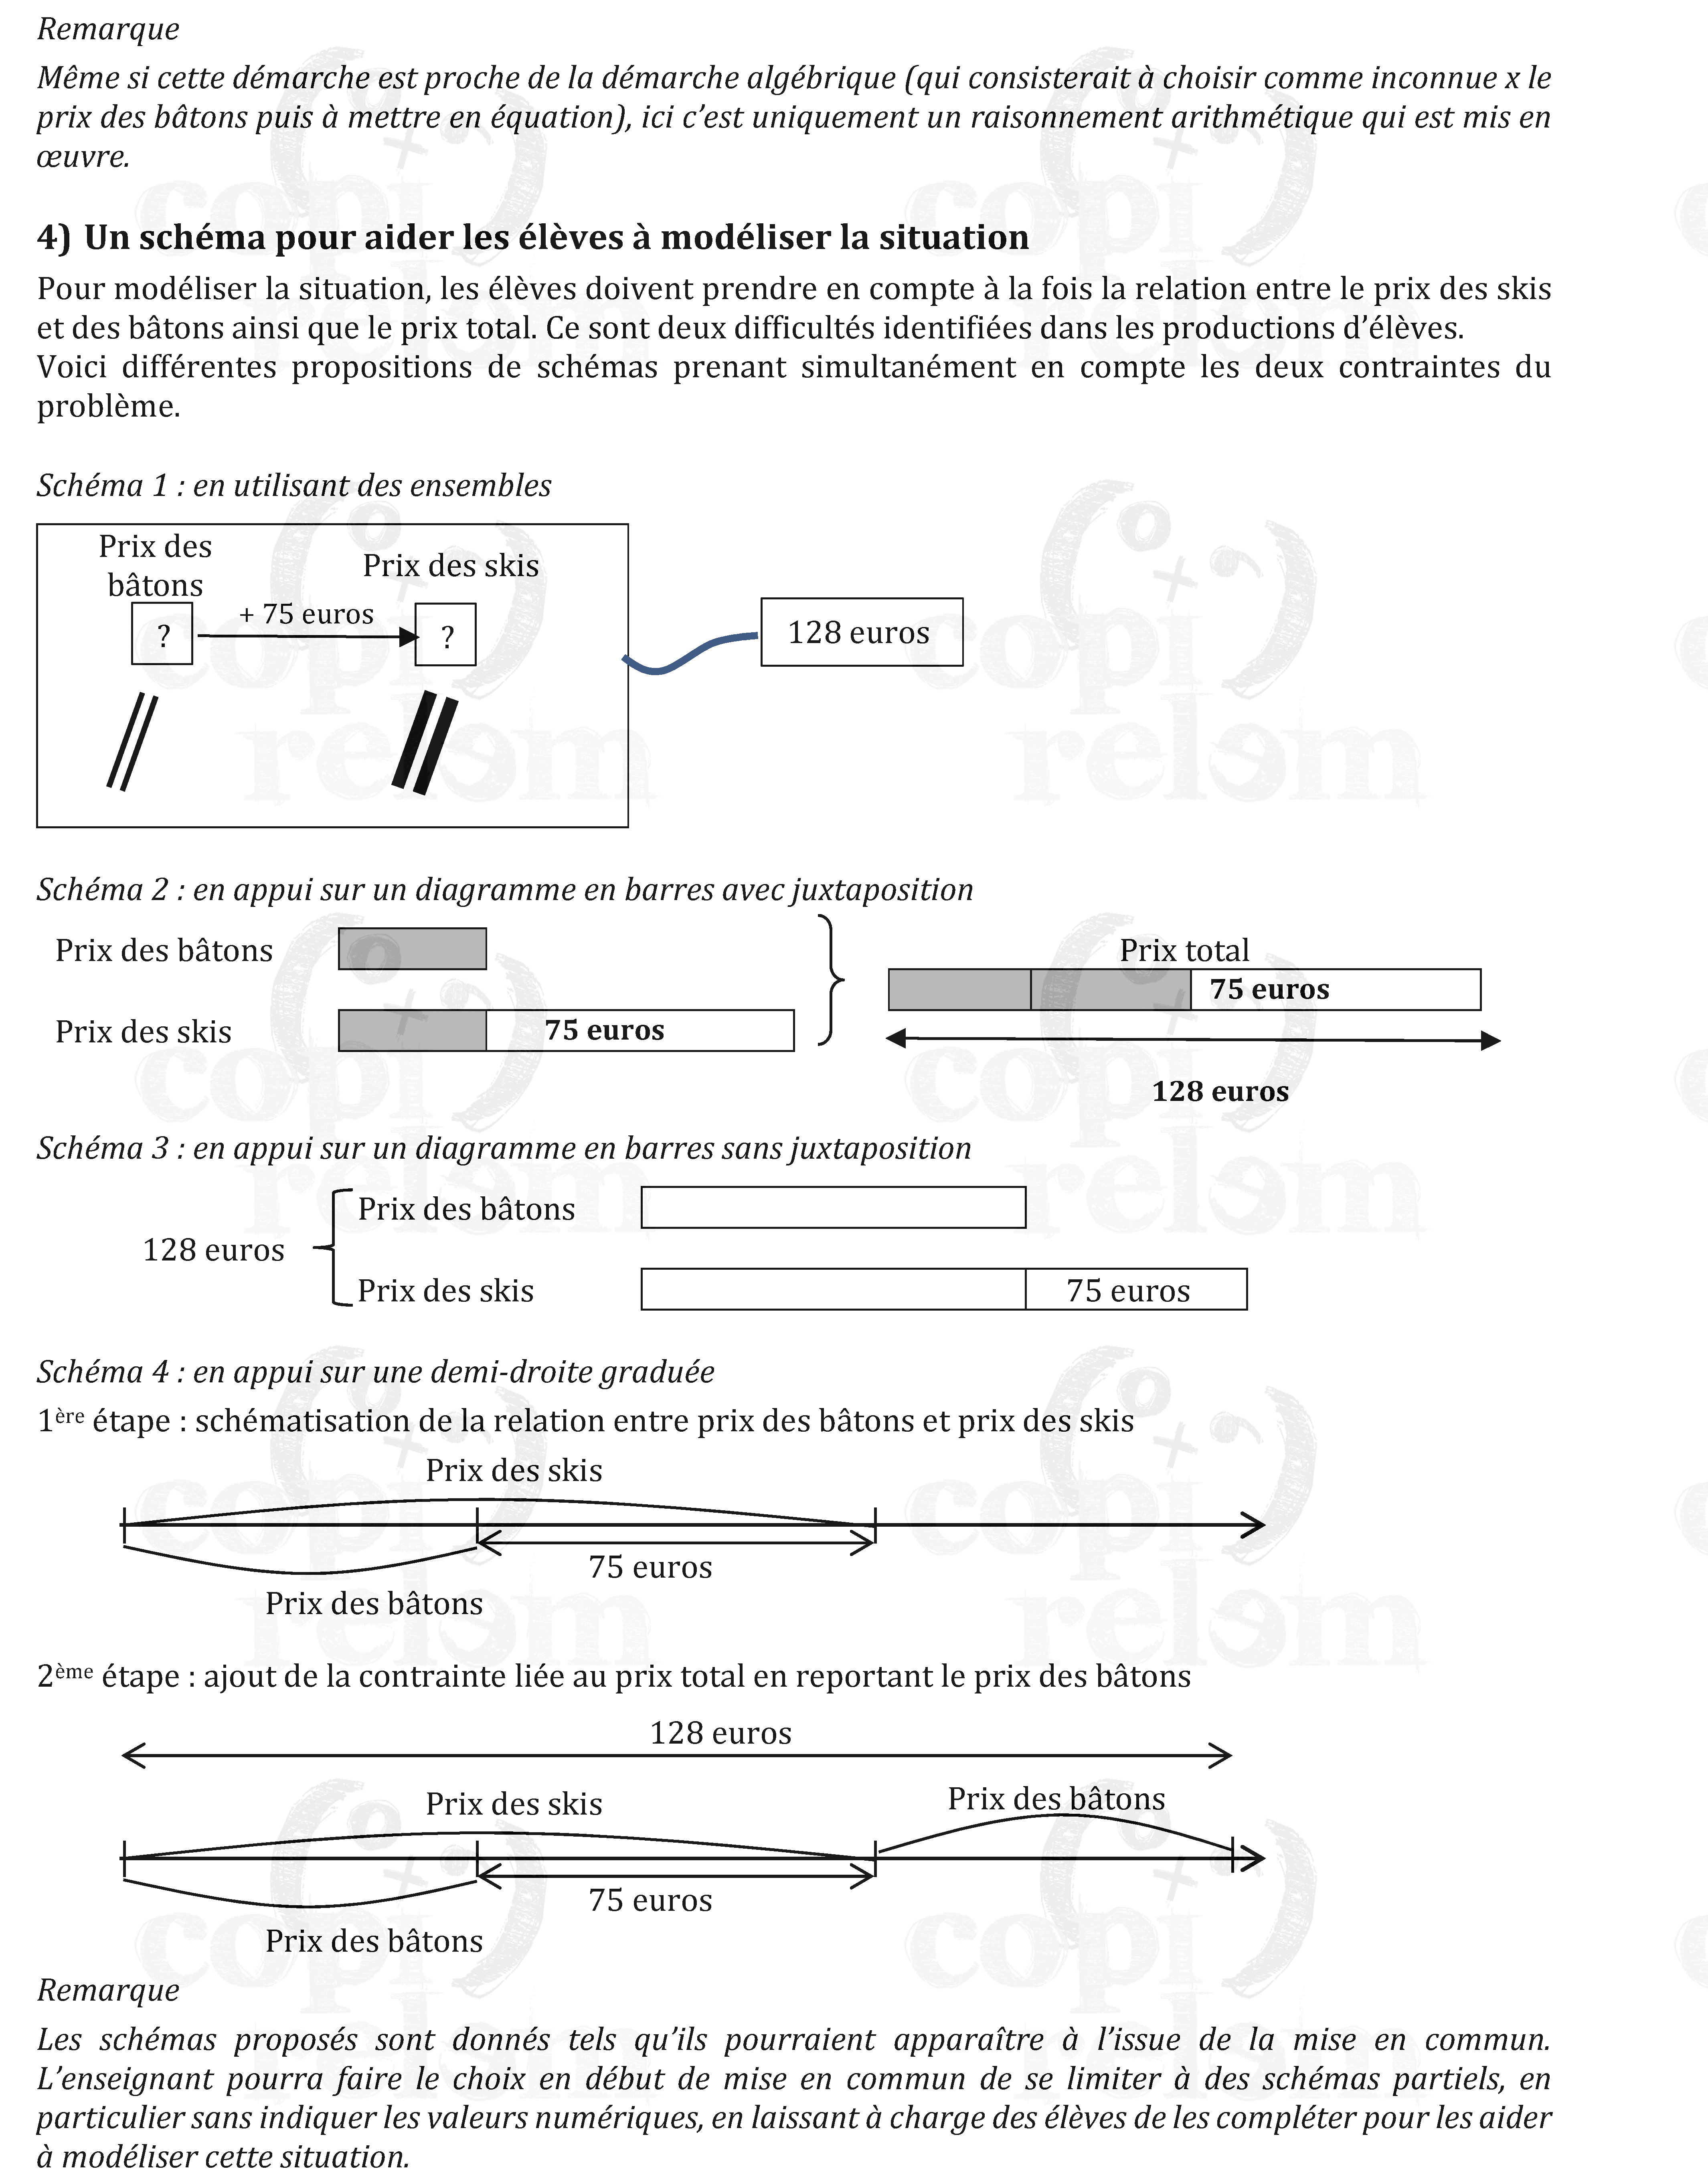 Remarque
Même si cette démarche est proche de la démarche algébrique (qui consisterait à choisir comme inconnue x le
prix des bâtons puis à mettre en équation), ici c’est uniquement un raisonnement arithmétique qui est mis en
œuvre.
4) Un schéma pour aider les élèves à modéliser la situation
Pour modéliser la situation, les élèves doivent prendre en compte à la fois la relation entre le prix des skis
et des bâtons ainsi que le prix total. Ce sont deux difficultés identifiées dans les productions d’élèves.
Voici différentes propositions de schémas prenant simultanément en compte les deux contraintes du
problème.
Schéma 1 : en utilisant des ensembles
Prix des
bâtons
Prix des skis
+ 75 euros
?
?
128 euros
Schéma 2 : en appui sur un diagramme en barres avec juxtaposition
Prix des bâtons
Prix total
75 euros
Prix des skis
75 euros
128 euros
Schéma 3 : en appui sur un diagramme en barres sans juxtaposition
Prix des bâtons
128 euros
Prix des skis
75 euros
Schéma 4 : en appui sur une demi-droite graduée
1ère étape : schématisation de la relation entre prix des bâtons et prix des skis
Prix des skis
75 euros
Prix des bâtons
2ème étape : ajout de la contrainte liée au prix total en reportant le prix des bâtons
128 euros
Prix des skis
Prix des bâtons
75 euros
Prix des bâtons
Remarque
Les schémas proposés sont donnés tels qu’ils pourraient apparaître à l’issue de la mise en commun.
L’enseignant pourra faire le choix en début de mise en commun de se limiter à des schémas partiels, en
particulier sans indiquer les valeurs numériques, en laissant à charge des élèves de les compléter pour les aider
à modéliser cette situation.
copi
relem